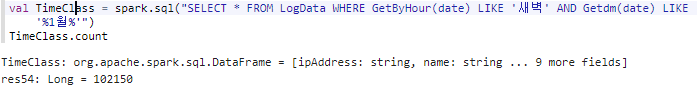 val TimeClass = spark.sql("SELECT * FROM LogData WHERE GetByHour(date) LIKE '새벽' AND Getdm(date) LIKE
'%1월%'")
TimeClass.count
TimeClass: org.apache.spark.sql.DataFrame = [ipAddress: string, name: string ... 9 more fields]
res54: Long = 102150